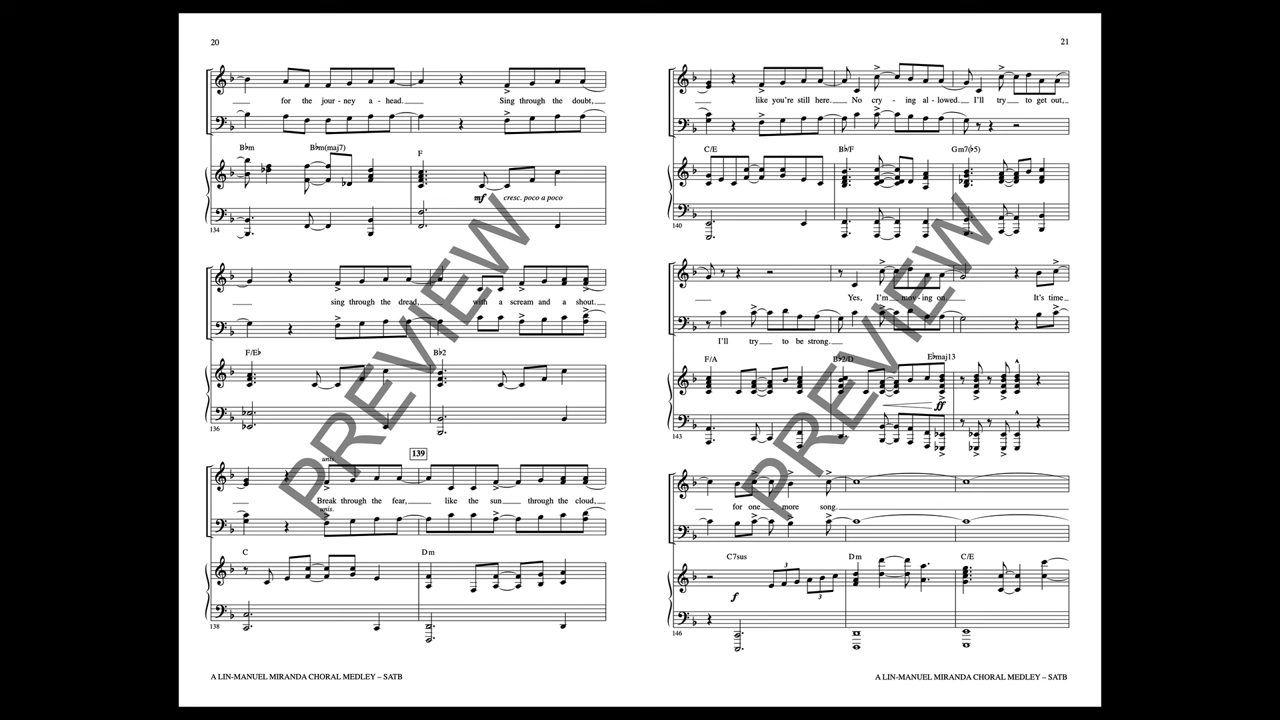 20
for the jour - ney a - head. Sing through the doubt,
B♭m B♭m(maj7) F
mf cresc. poco a poco
134
sing through the dread, with a scream and a shout.
F/E♭ B♭2
136
unis. 139
Break through the fear, like the sun through the cloud,
unis.
C Dm
138
A LIN-MANUEL MIRANDA CHORAL MEDLEY – SATB
21
like you're still here. No cry - ing al - lowed. I'll try to get out,
C/E B♭/F Gm7(♭5)
140
Yes, I'm mov - ing on. It's time
I'll try to be strong.
F/A B♭2/D E♭maj13
ff
143
for one more song.
C7sus Dm C/E
3
f 3
146
A LIN-MANUEL MIRANDA CHORAL MEDLEY – SATB
PREVIEW
PREVIEW